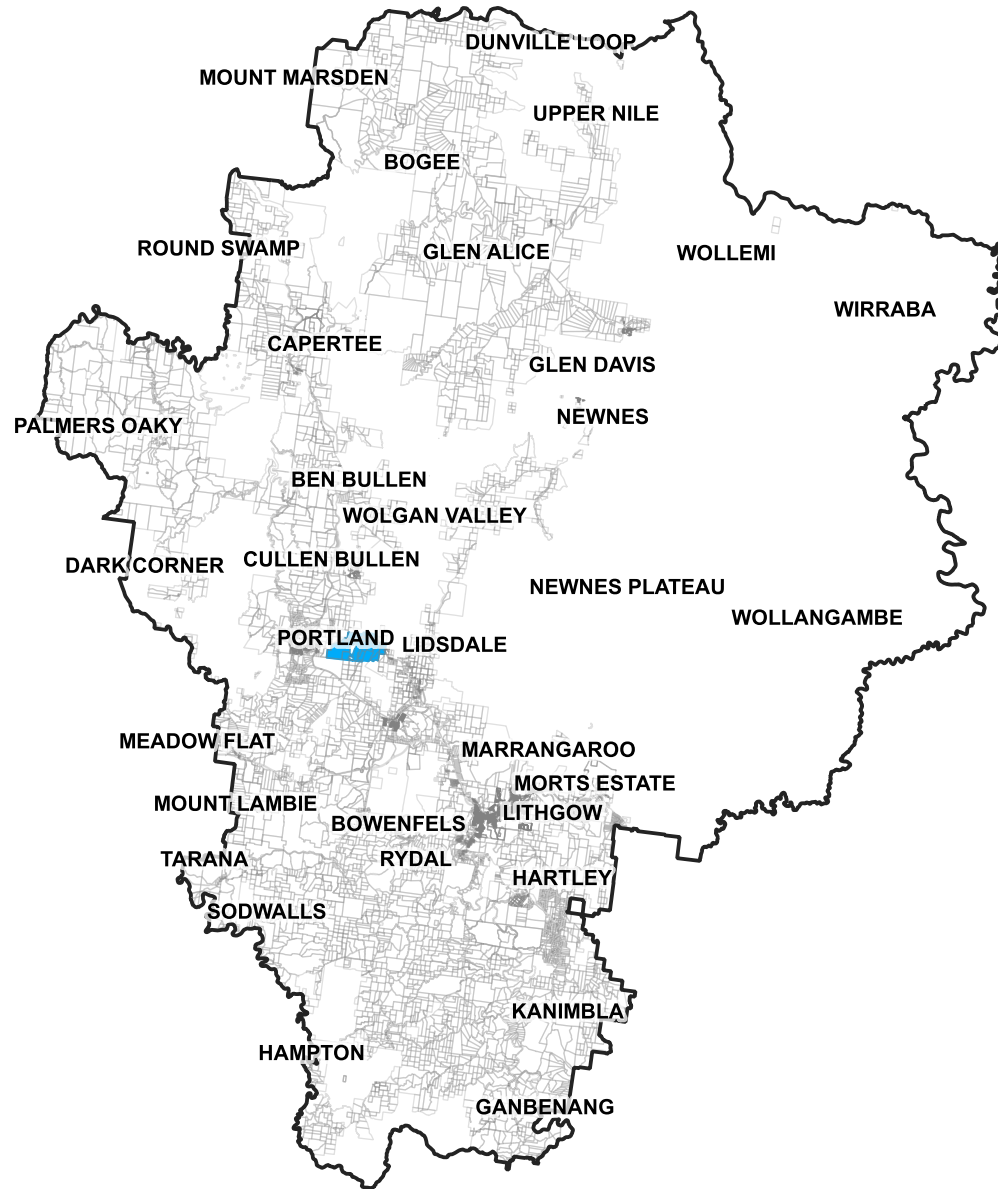 DUNVILLE LOOP
MOUNT MARSDEN
UPPER NILE
BOGEE
ROUND SWAMP
GLEN ALICE
WOLLEMI
WIRRABA
CAPERTEE
GLEN DAVIS
NEWNES
PALMERS OAKY
BEN BULLEN
WOLGAN VALLEY
CULLEN BULLEN
DARK CORNER
NEWNES PLATEAU
WOLLANGAMBE
PORTLAND
LIDSDALE
MEADOW FLAT
MARRANGAROO
MORTS ESTATE
MOUNT LAMBIE
LITHGOW
BOWENFELS
TARANA
RYDAL
HARTLEY
SODWALLS
KANIMBLA
HAMPTON
GANBENANG